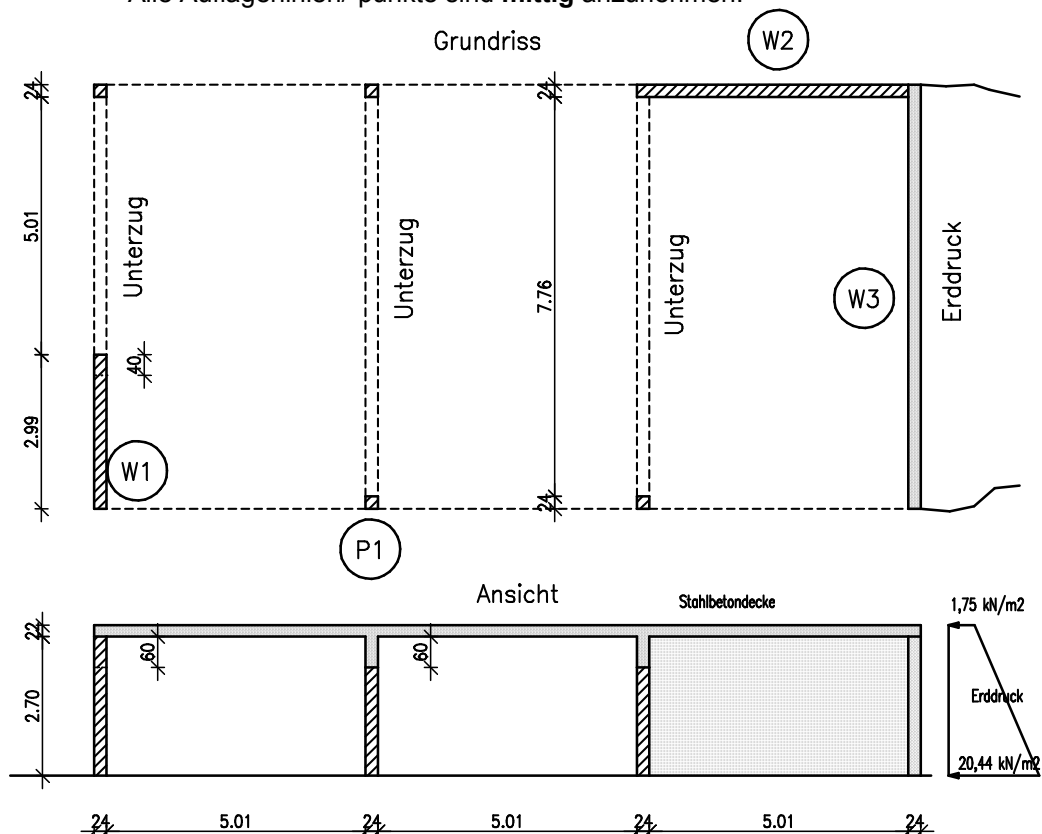 Alle Auflagerlinien/-punkte sind mittig anzunehmen.
Grundriss
W2
24
24
5.01
Unterzug
Unterzug
7.76
Unterzug
W3
Erddruck
40
2.99
W1
24
P1
Ansicht
Stahlbetondecke
1,75 kN/m2
22
60
60
2.70
Erddruck
20,44 kN/m2
24 5.01 24 5.01 24 5.01 24